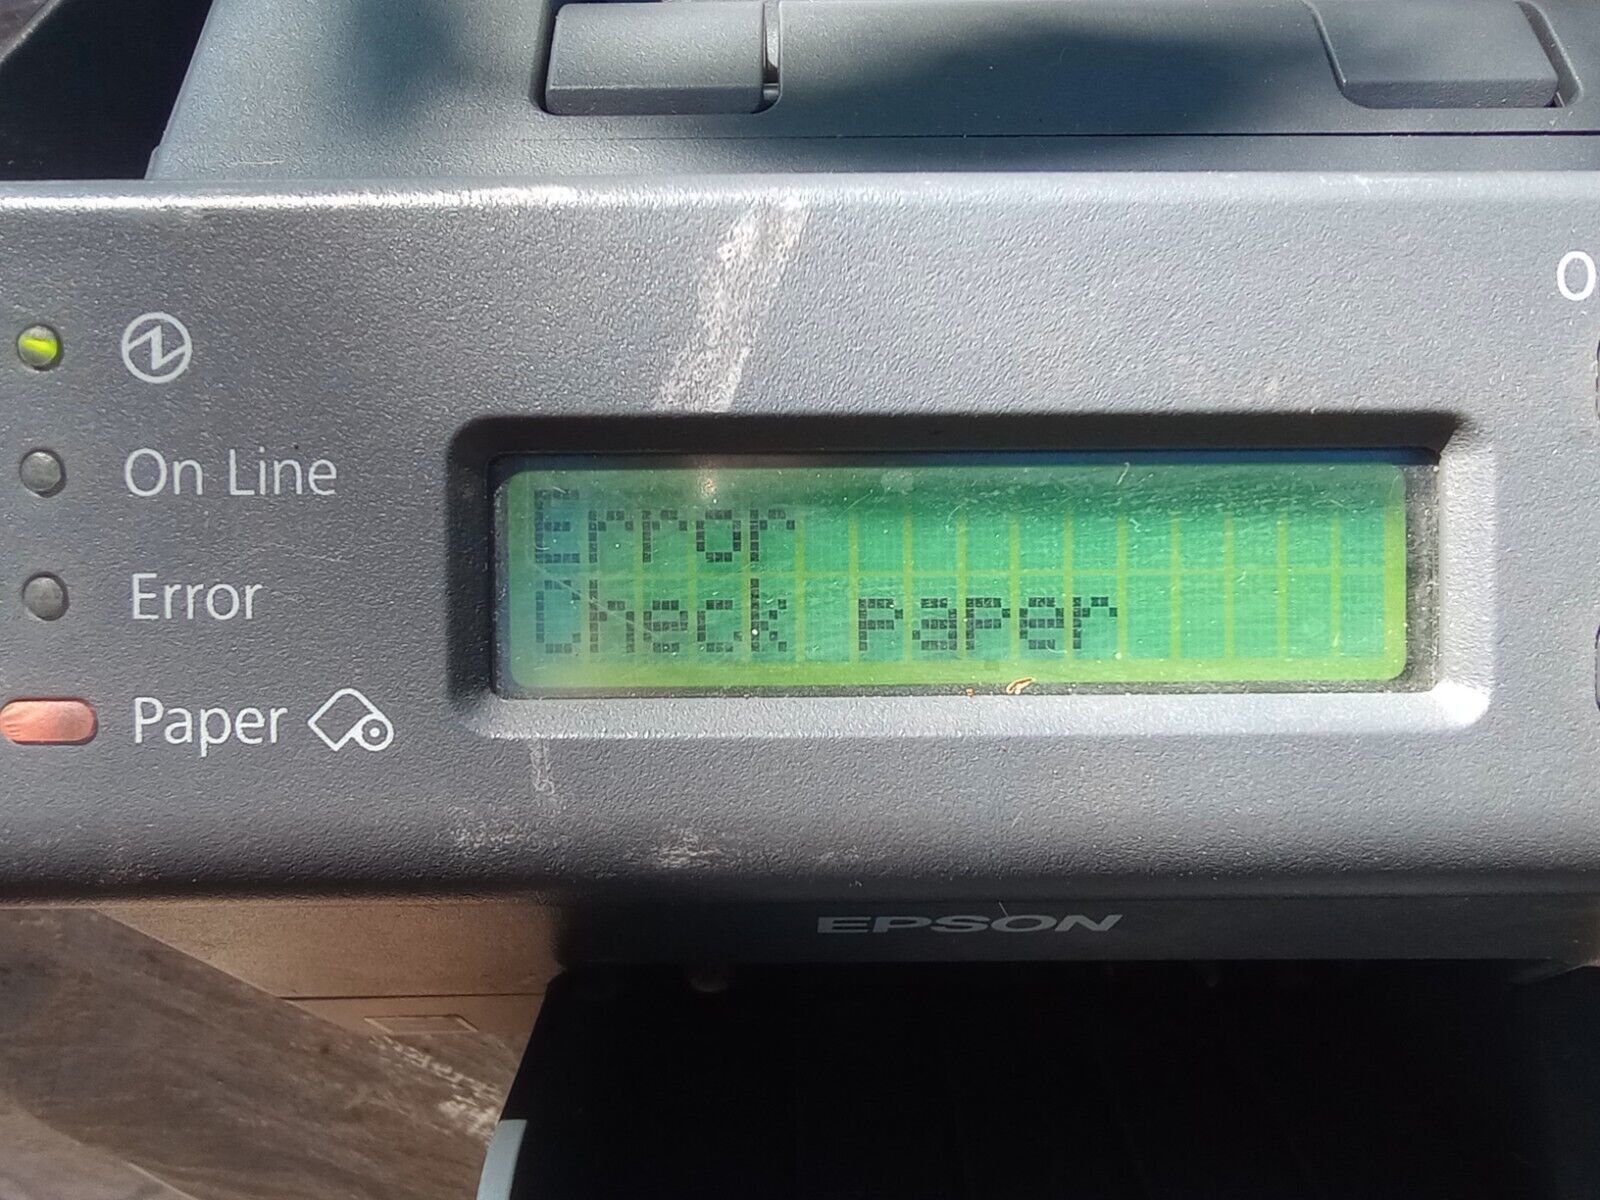 O
On Line
Error
Paper
Error
Check paper
EPSON